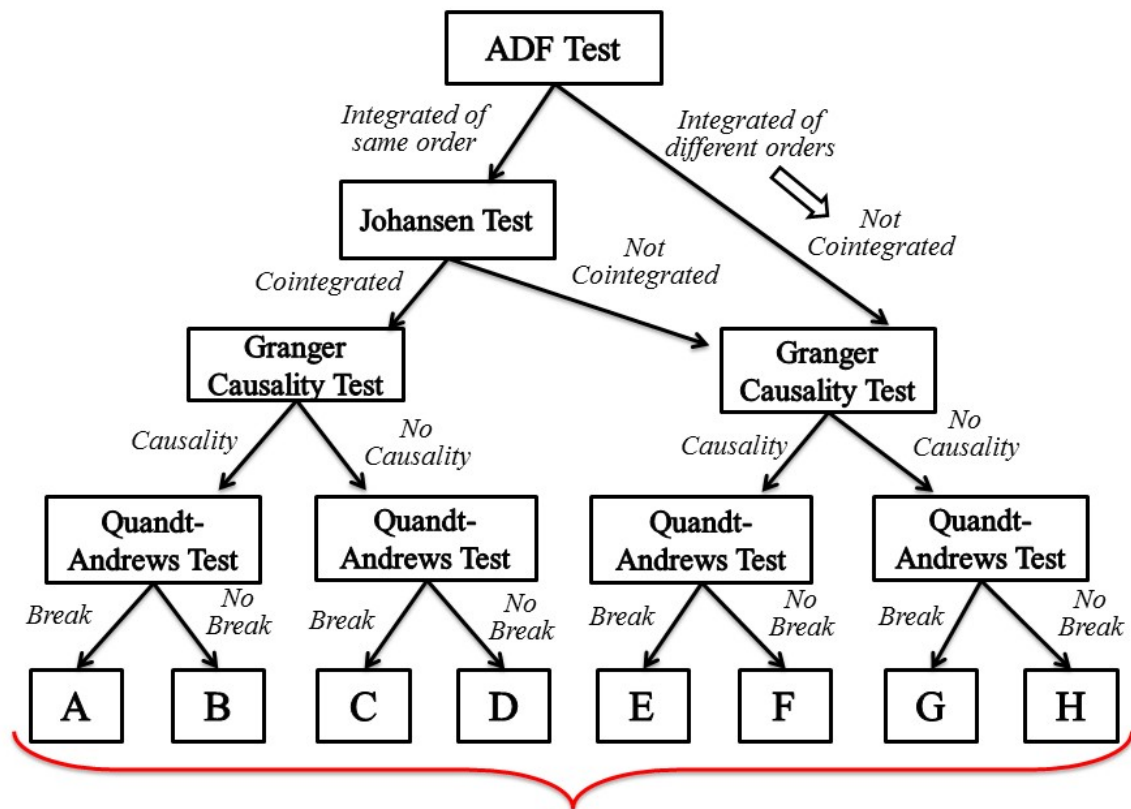 ADF Test
Integrated of
same order
Integrated of
different orders
Johansen Test
Not
Cointegrated
Not
Cointegrated
Cointegrated
Granger
Causality Test
Granger
Causality Test
Causality
No
Causality
Causality
No
Causality
Quandt-
Andrews Test
Quandt-
Andrews Test
Quandt-
Andrews Test
Quandt-
Andrews Test
Break
No
Break
Break
No
Break
Break
No
Break
Break
No
Break
A
B
C
D
E
F
G
H